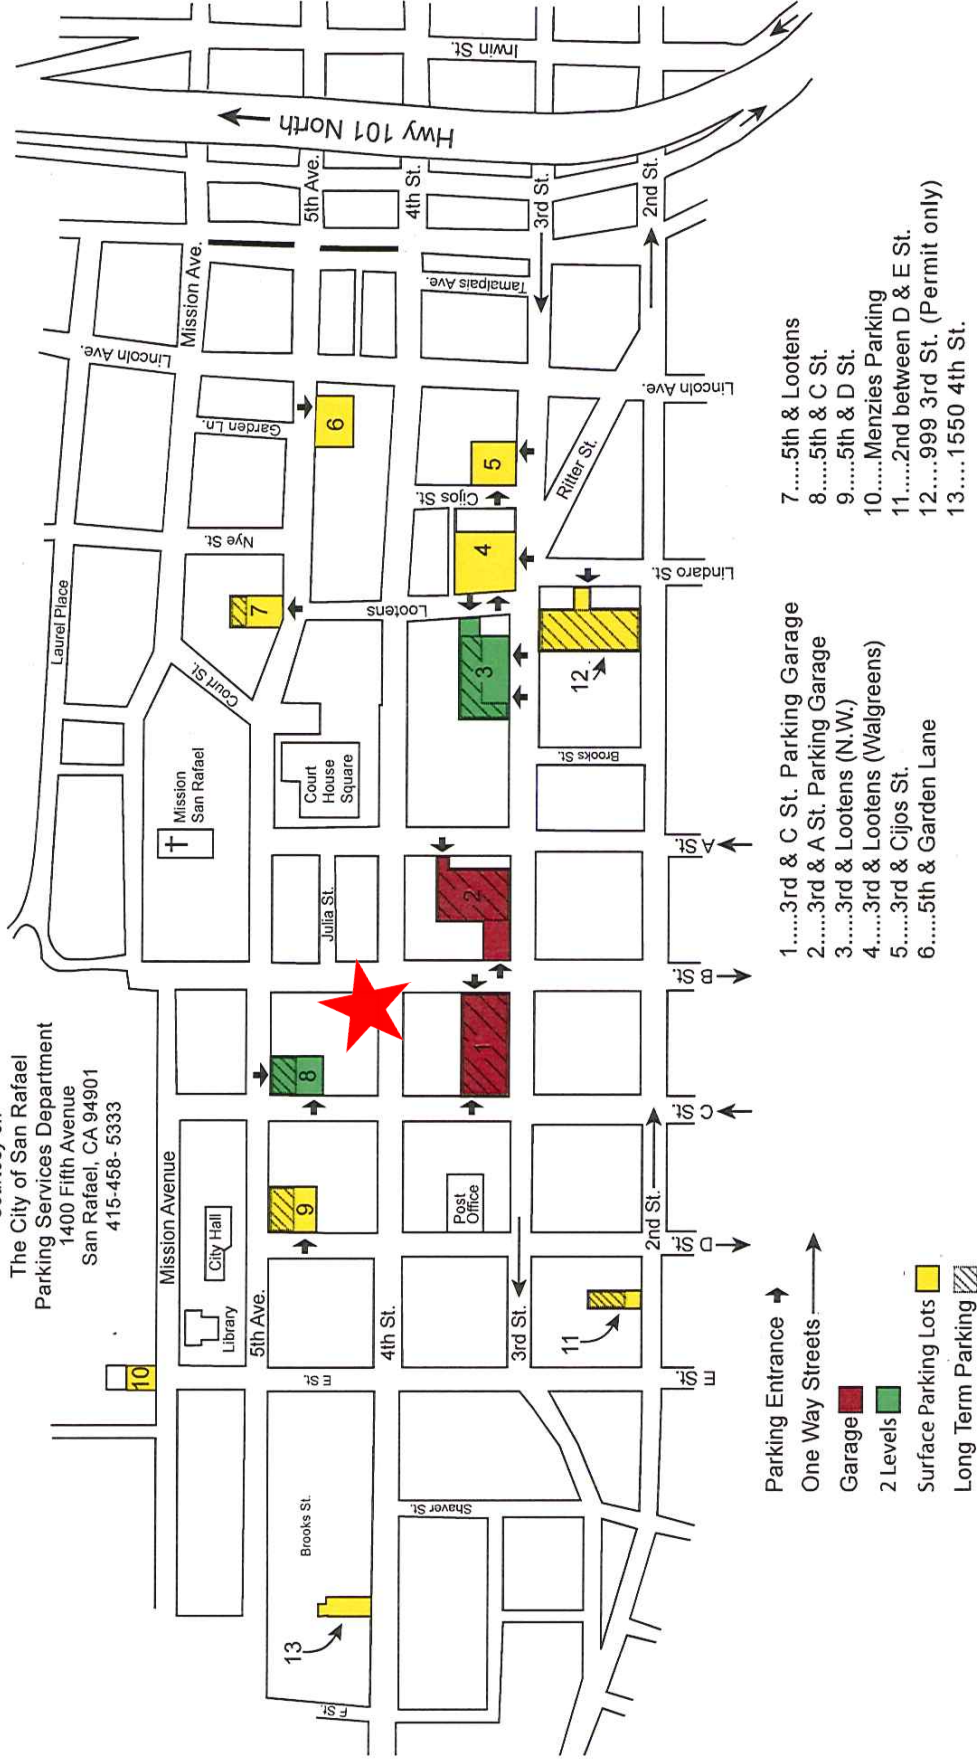 The City of San Rafael
Parking Services Department
1400 Fifth Avenue
San Rafael, CA 94901
415-458- 5333
10
Mission Avenue
Mission Ave.
Laurel Place
Library
City Hall
Mission
San Rafael
Court St.
Nye St.
Garden Ln.
Lincoln Ave.
7
5th Ave.
5th Ave.
Brooks St.
13
F St.
E St.
9
8
Julia St.
Court
House
Square
Lootens
6
4th St.
4th St.
Hwy 101 North
Irwin St.
Shaver St.
Post
Office
1
2
3
4
Cijos St.
5
Tamalpais Ave.
3rd St.
3rd St.
11
Brooks St.
12
Ritter St.
2nd St.
2nd St.
E St.
D St.
C St.
B St.
A St.
Lindaro St.
Lincoln Ave.
Parking Entrance
One Way Streets
Garage
2 Levels
Surface Parking Lots
Long Term Parking
1.....3rd & C St. Parking Garage
2.....3rd & A St. Parking Garage
3.....3rd & Lootens (N.W.)
4.....3rd & Lootens (Walgreens)
5.....3rd & Cijos St.
6.....5th & Garden Lane
7.....5th & Lootens
8.....5th & C St.
9.....5th & D St.
10....Menzies Parking
11.....2nd between D & E St.
12....999 3rd St. (Permit only)
13....1550 4th St.